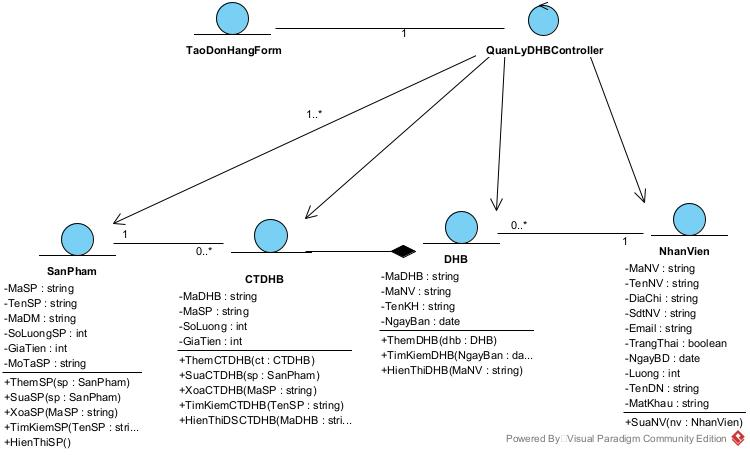 1
TaoDonHangForm
QuanLyDHBController
1..*
1
0..*
0..*
1
SanPham
-MaSP : string
-TenSP : string
-MaDM : string
-SoLuongSP : int
-GiaTien : int
-MoTaSP : string
+ThemSP(sp : SanPham)
+SuaSP(sp : SanPham)
+XoaSP(MaSP : string)
+TimKiemSP(TenSP : stri...
+HienThiSP()
CTDHB
-MaDHB : string
-MaSP : string
-SoLuong : int
-GiaTien : int
+ThemCTDHB(ct : CTDHB)
+SuaCTDHB(sp : SanPham)
+XoaCTDHB(MaSP : string)
+TimKiemCTDHB(TenSP : string)
+HienThiDSCTDHB(MaDHB : stri...
DHB
-MaDHB : string
-MaNV : string
-TenKH : string
-NgayBan : date
+ThemDHB(dhb : DHB)
+TimKiemDHB(NgayBan : da...
+HienThiDHB(MaNV : string)
NhanVien
-MaNV : string
-TenNV : string
-DiaChi : string
-SdtNV : string
-Email : string
-TrangThai : boolean
-NgayBD : date
-Luong : int
-TenDN : string
-MatKhau : string
+SuaNV(nv : NhanVien)
Powered By Visual Paradigm Community Edition